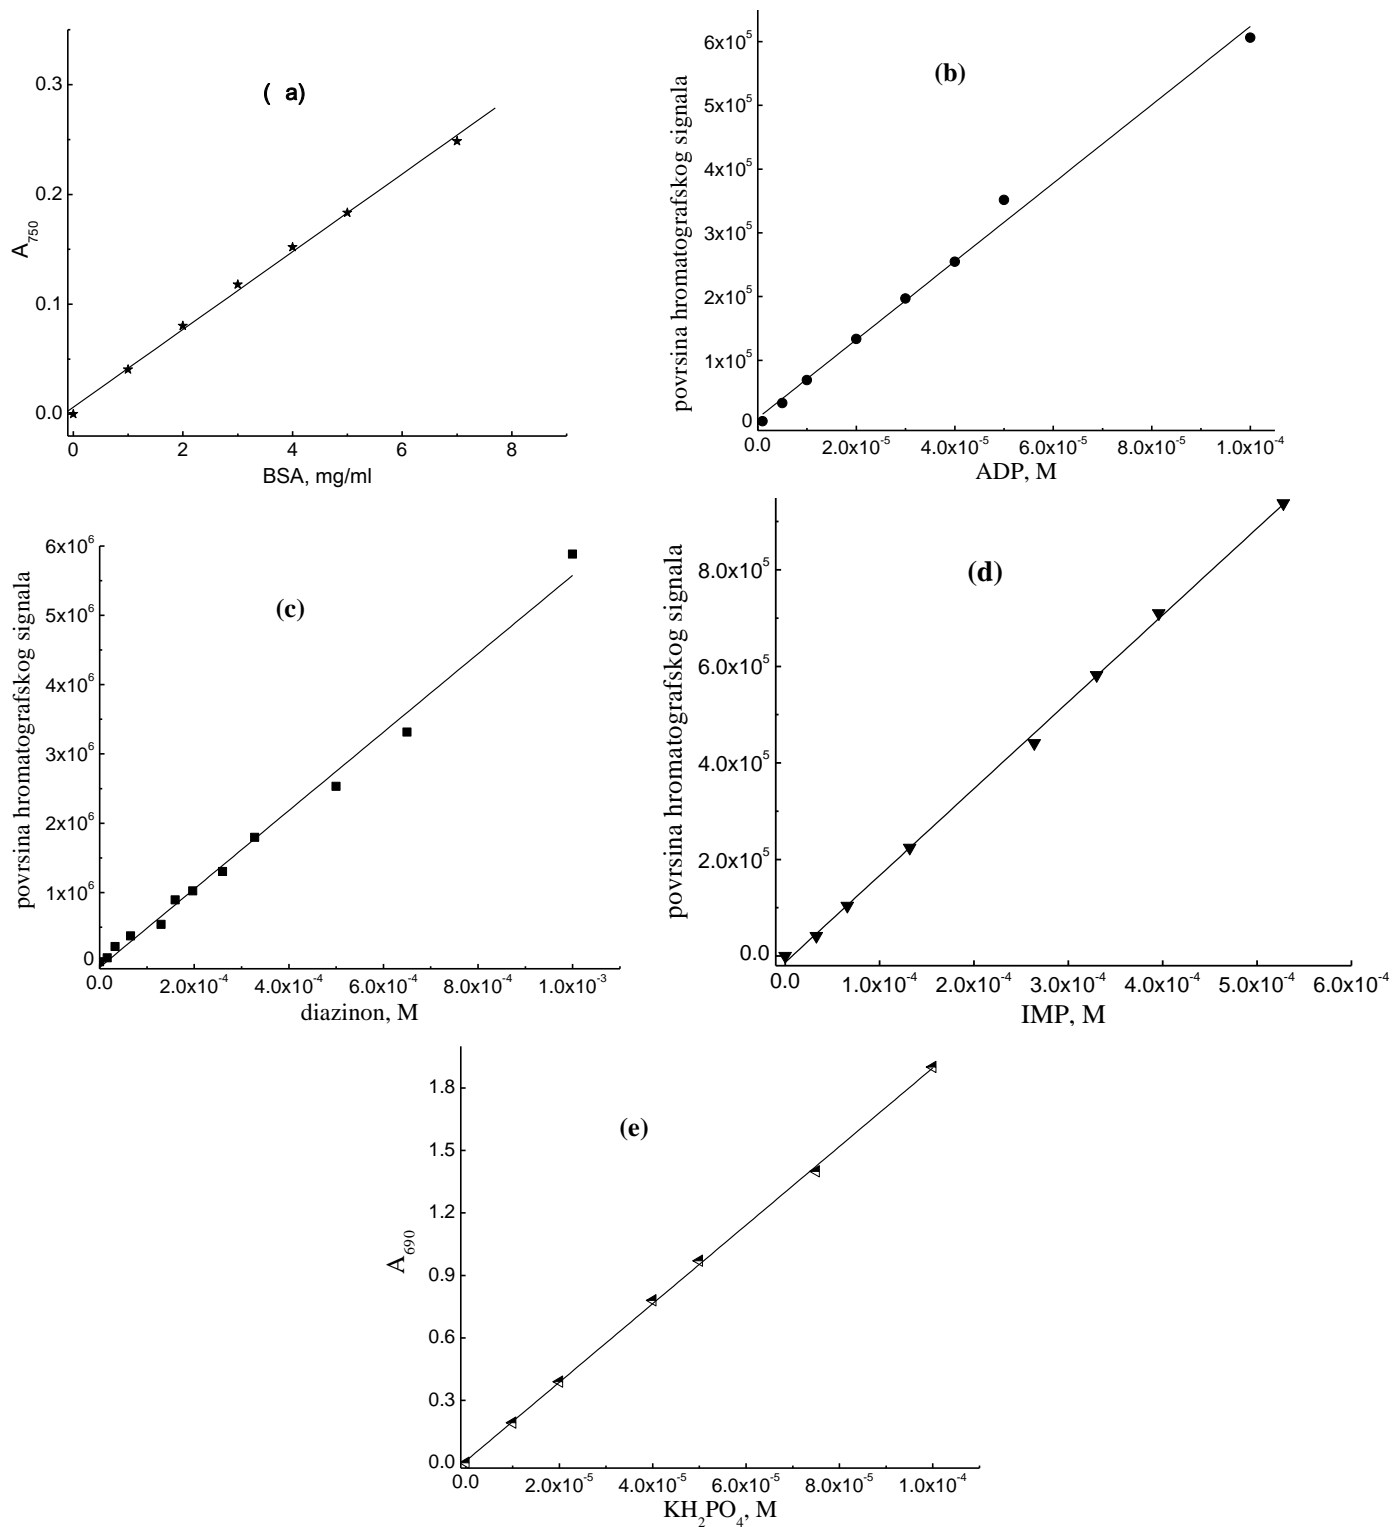 ( a)
0.3
0.2
0.1
0.0
A750
0 2 4 6 8
BSA, mg/ml
(b)
6x10^5
5x10^5
4x10^5
3x10^5
2x10^5
1x10^5
0
povrsina hromatografskog signala
0.0 2.0x10^-5 4.0x10^-5 6.0x10^-5 8.0x10^-5 1.0x10^-4
ADP, M
(c)
6x10^6
5x10^6
4x10^6
3x10^6
2x10^6
1x10^6
0
povrsina hromatografskog signala
0.0 2.0x10^-4 4.0x10^-4 6.0x10^-4 8.0x10^-4 1.0x10^-3
diazinon, M
(d)
8.0x10^5
6.0x10^5
4.0x10^5
2.0x10^5
0.0
povrsina hromatografskog signala
0.0 1.0x10^-4 2.0x10^-4 3.0x10^-4 4.0x10^-4 5.0x10^-4 6.0x10^-4
IMP, M
(e)
1.8
1.5
1.2
0.9
0.6
0.3
0.0
A690
0.0 2.0x10^-5 4.0x10^-5 6.0x10^-5 8.0x10^-5 1.0x10^-4
KH2PO4, M